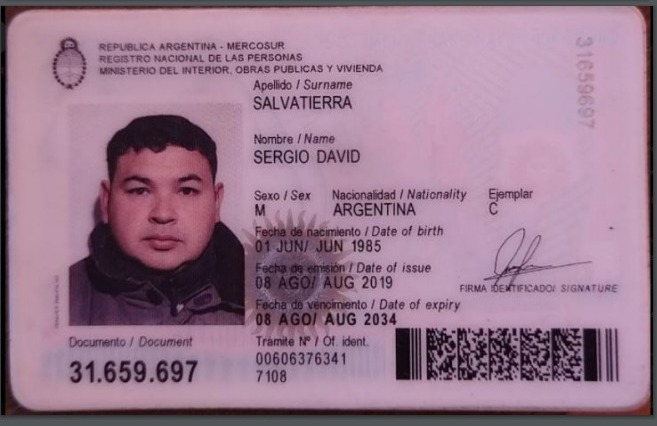 REPUBLICA ARGENTINA - MERCOSUR
REGISTRO NACIONAL DE LAS PERSONAS
MINISTERIO DEL INTERIOR, OBRAS PUBLICAS Y VIVIENDA
Apellido / Surname
SALVATIERRA
Nombre / Name
SERGIO DAVID
Sexo / Sex Nacionalidad / Nationality Ejemplar
M ARGENTINA C
Fecha de nacimiento / Date of birth
01 JUN/ JUN 1985
Fecha de emisión / Date of issue
08 AGO/ AUG 2019
FIRMA IDENTIFICADO/ SIGNATURE
Fecha de vencimiento / Date of expiry
08 AGO/ AUG 2034
Documento / Document
31.659.697
Tramite Nº / Of. ident.
00606376341
7108
31659697